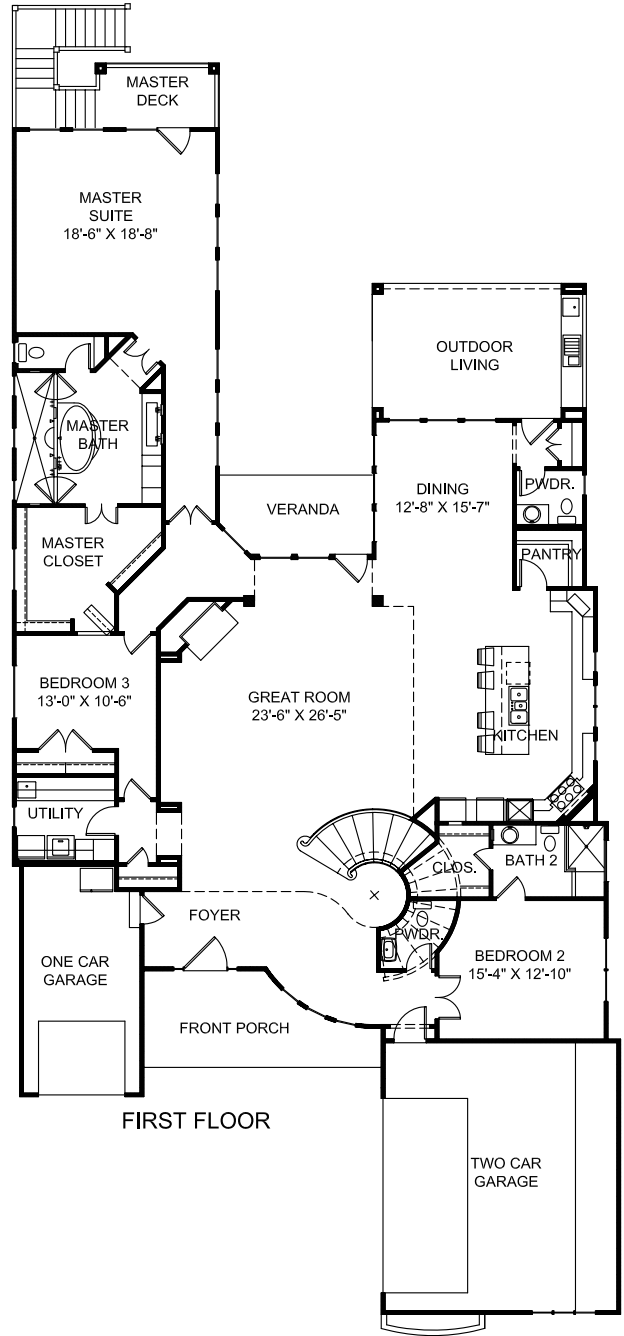 MASTER
DECK
MASTER
SUITE
18'-6" X 18'-8"
OUTDOOR
LIVING
MASTER
BATH
DINING
12'-8" X 15'-7"
PWDR.
VERANDA
MASTER
CLOSET
PANTRY
BEDROOM 3
13'-0" X 10'-6"
GREAT ROOM
23'-6" X 26'-5"
KITCHEN
UTILITY
CLOS.
BATH 2
FOYER
PWDR.
ONE CAR
GARAGE
BEDROOM 2
15'-4" X 12'-10"
FRONT PORCH
FIRST FLOOR
TWO CAR
GARAGE